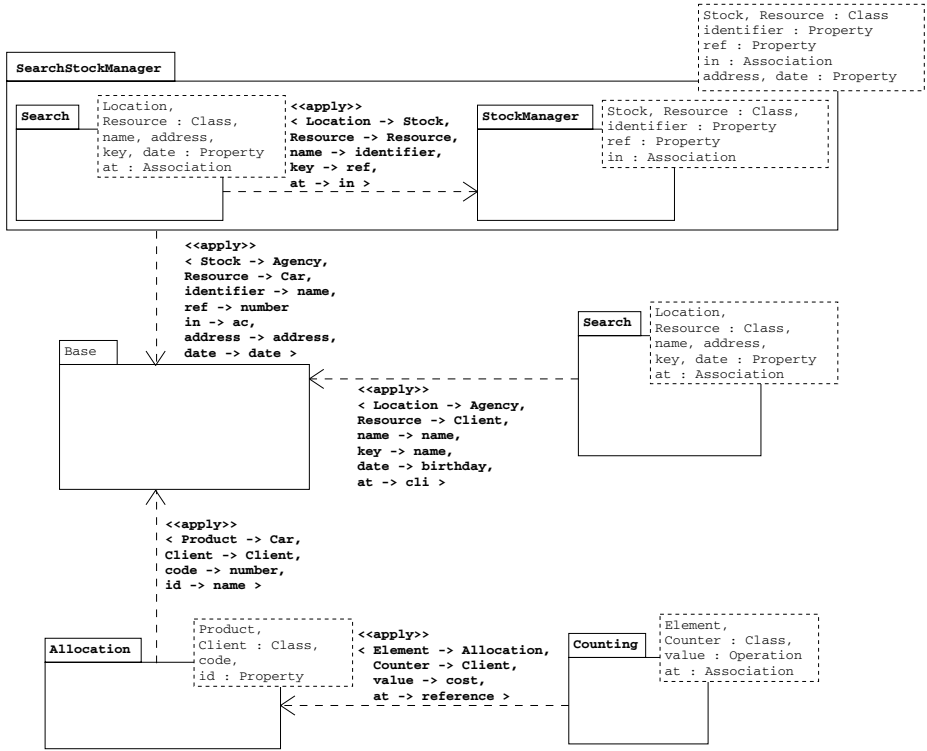 Stock, Resource : Class
identifier : Property
ref : Property
in : Association
address, date : Property
SearchStockManager
Search
Location,
Resource : Class,
name, address,
key, date : Property
at : Association
<<apply>>
< Location -> Stock,
Resource -> Resource,
name -> identifier,
key -> ref,
at -> in >
StockManager
Stock, Resource : Class,
identifier : Property
ref : Property
in : Association
<<apply>>
< Stock -> Agency,
Resource -> Car,
identifier -> name,
ref -> number
in -> ac,
address -> address,
date -> date >
Base
Search
Location,
Resource : Class,
name, address,
key, date : Property
at : Association
<<apply>>
< Location -> Agency,
Resource -> Client,
name -> name,
key -> name,
date -> birthday,
at -> cli >
<<apply>>
< Product -> Car,
Client -> Client,
code -> number,
id -> name >
Allocation
Product,
Client : Class,
code,
id : Property
<<apply>>
< Element -> Allocation,
Counter -> Client,
value -> cost,
at -> reference >
Counting
Element,
Counter : Class,
value : Operation
at : Association